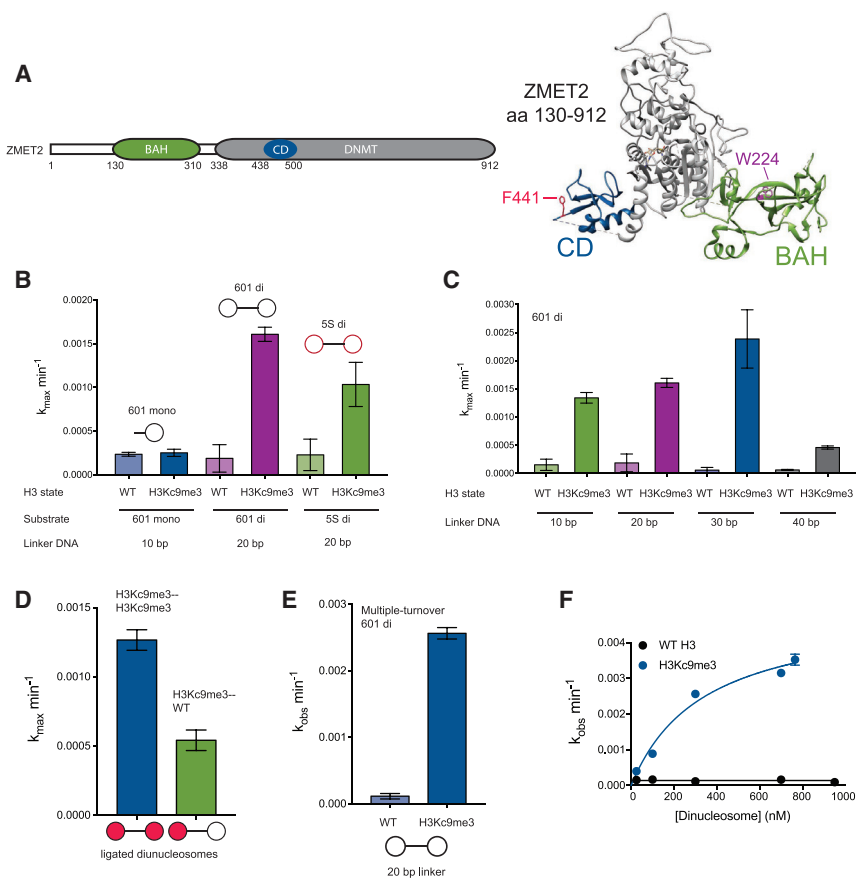 A
ZMET2
BAH
CD
DNMT
1
130
310
338
438
500
912
ZMET2
aa 130-912
W224
F441
CD
BAH
B
kmax min-1
0.0020
0.0015
0.0010
0.0005
0.0000
601 mono
601 di
5S di
H3 state
WT H3Kc9me3 WT H3Kc9me3 WT H3Kc9me3
Substrate
601 mono 601 di 5S di
Linker DNA
10 bp 20 bp 20 bp
C
601 di
kmax min-1
0.0030
0.0025
0.0020
0.0015
0.0010
0.0005
0.0000
H3 state
WT H3Kc9me3 WT H3Kc9me3 WT H3Kc9me3 WT H3Kc9me3
Linker DNA
10 bp 20 bp 30 bp 40 bp
D
kmax min-1
0.0015
0.0010
0.0005
0.0000
H3Kc9me3--
H3Kc9me3
H3Kc9me3--
WT
ligated diunucleosomes
E
Multiple-turnover
601 di
kobs min-1
0.003
0.002
0.001
0.000
WT H3Kc9me3
20 bp linker
F
WT H3
H3Kc9me3
kobs min-1
0.004
0.003
0.002
0.001
0.000
0 200 400 600 800 1000
[Dinucleosome] (nM)